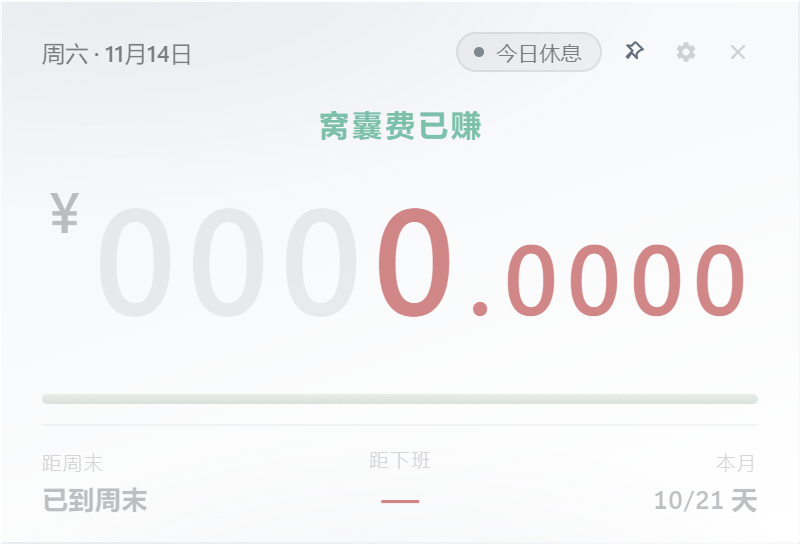 周六 · 11月14日 今日休息
窝囊费已赚
¥ 0000.0000
距周末 距下班 本月
已到周末 — 10/21 天